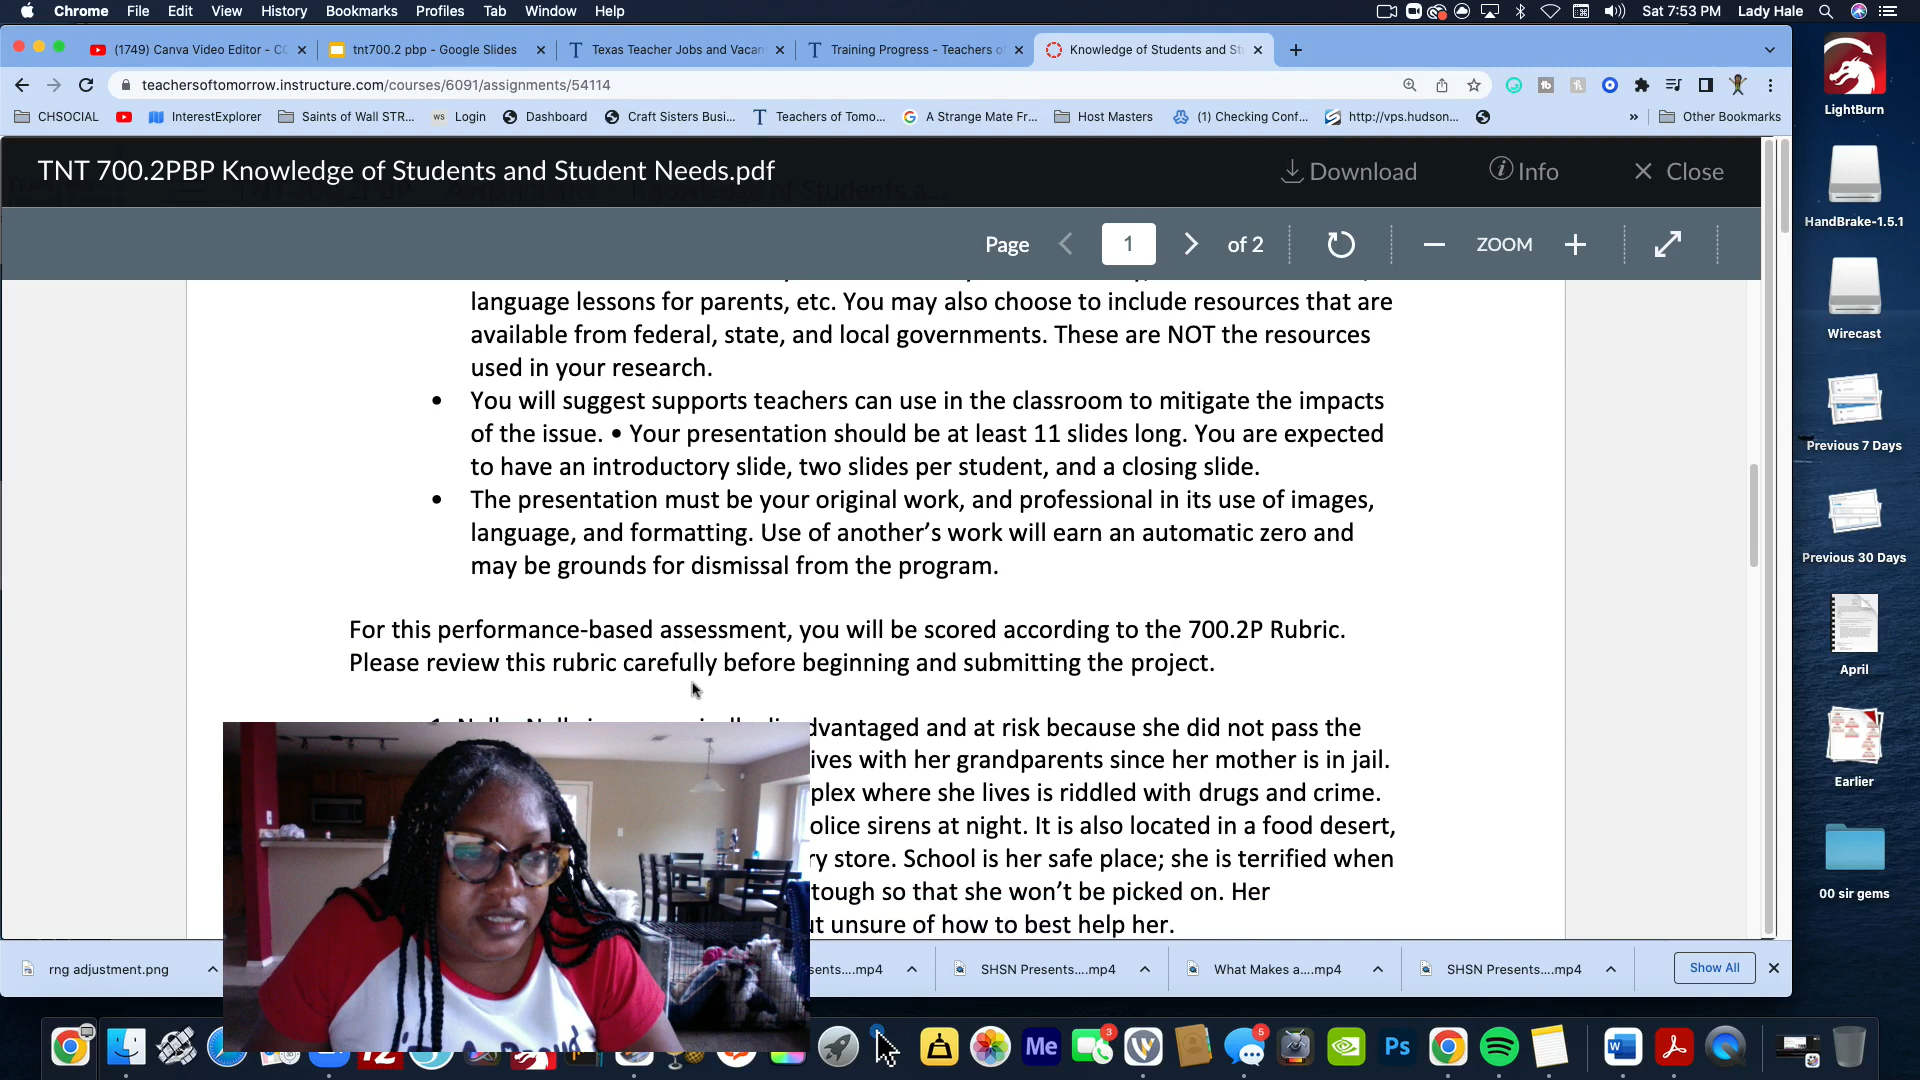 Chrome File Edit View History Bookmarks Profiles Tab Window Help Sat 7:53 PM Lady Hale
(1749) Canva Video Editor - tnt700.2 pbp - Google Slides Texas Teacher Jobs and Training Progress - Teachers Knowledge of Students and
teachersoftomorrow.instructure.com/courses/6091/assignments/54114
CHSOCIAL InterestExplorer Saints of Wall STR... ws Login Dashboard Craft Sisters Busi... Teachers of Tomo... A Strange Mate Fr... Host Masters (1) Checking Conf... http://vps.hudson... » Other Bookmarks
TNT 700.2PBP Knowledge of Students and Student Needs.pdf Download Info Close
Page 1 of 2 ZOOM
language lessons for parents, etc. You may also choose to include resources that are
available from federal, state, and local governments. These are NOT the resources
used in your research.
• You will suggest supports teachers can use in the classroom to mitigate the impacts
of the issue. • Your presentation should be at least 11 slides long. You are expected
to have an introductory slide, two slides per student, and a closing slide.
• The presentation must be your original work, and professional in its use of images,
language, and formatting. Use of another’s work will earn an automatic zero and
may be grounds for dismissal from the program.
For this performance-based assessment, you will be scored according to the 700.2P Rubric.
Please review this rubric carefully before beginning and submitting the project.
and at risk because she did not pass the
with her grandparents since her mother is in jail.
where she lives is riddled with drugs and crime.
sirens at night. It is also located in a food desert,
store. School is her safe place; she is terrified when
tough so that she won’t be picked on. Her
unsure of how to best help her.
rng adjustment.png ....mp4 SHSN Presents....mp4 What Makes a....mp4 SHSN Presents....mp4 Show All
LightBurn
HandBrake-1.5.1
Wirecast
Previous 7 Days
Previous 30 Days
April
Earlier
00 sir gems
Me 3 5 Ps W